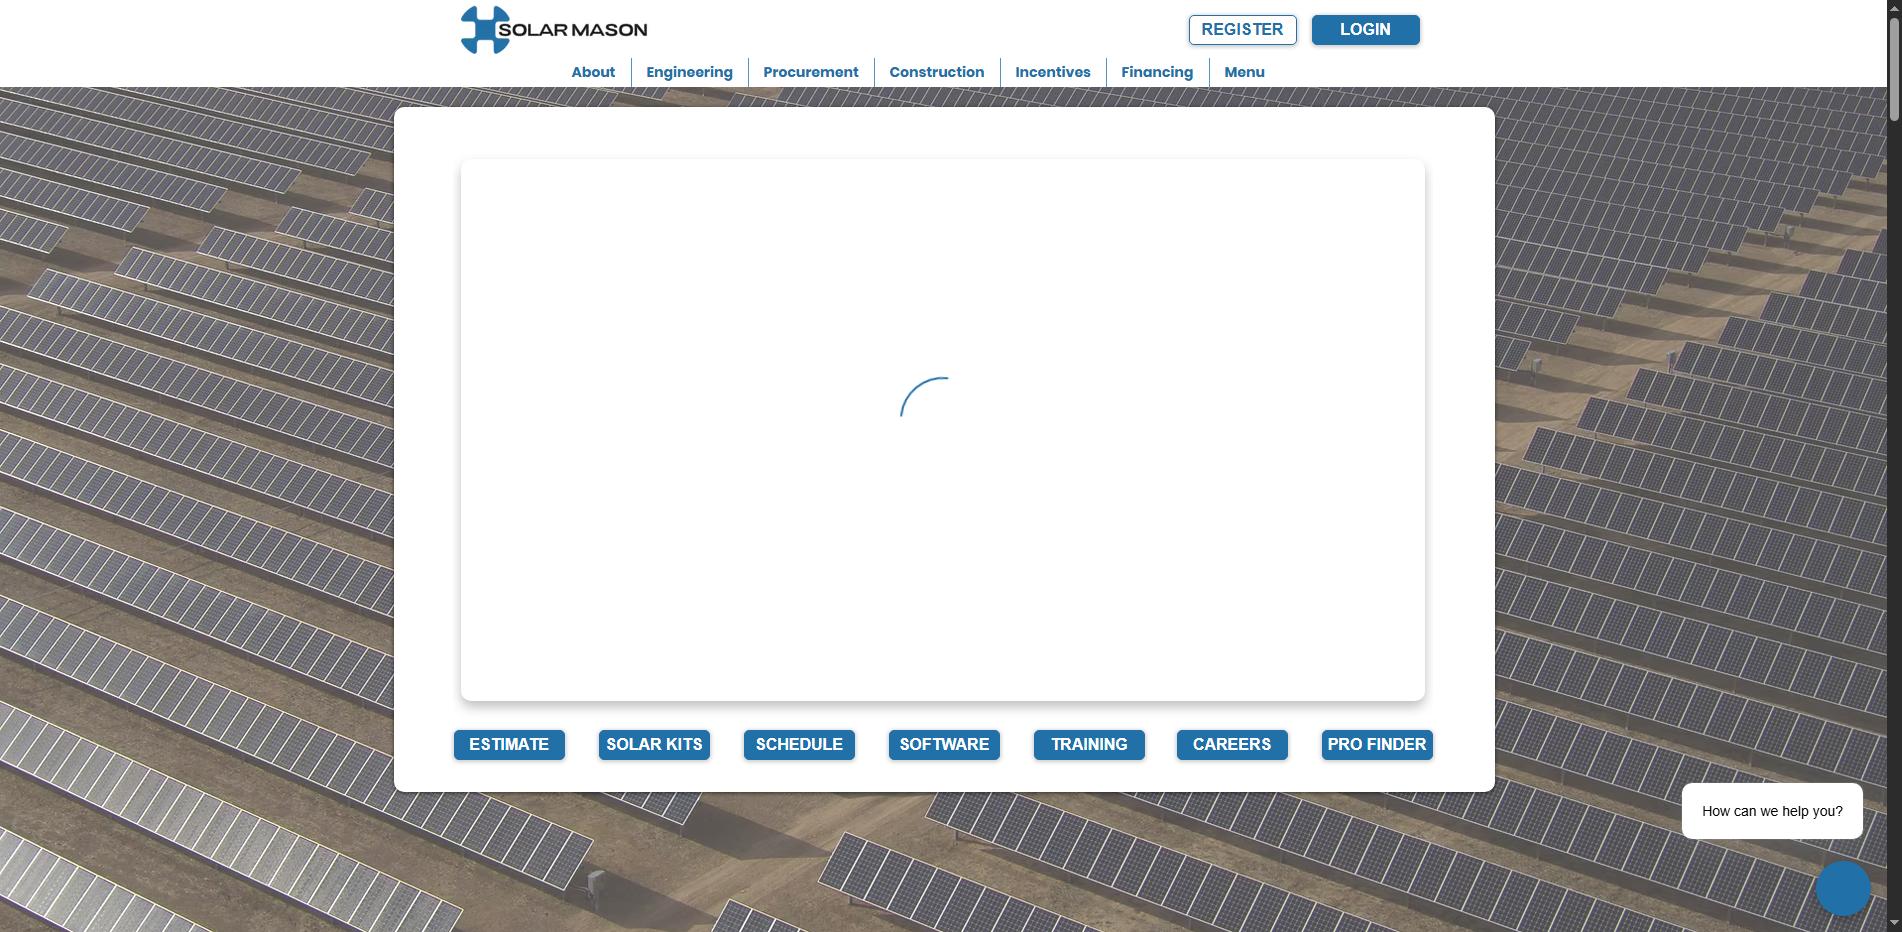 SOLAR MASON
REGISTER
LOGIN
About
Engineering
Procurement
Construction
Incentives
Financing
Menu
ESTIMATE
SOLAR KITS
SCHEDULE
SOFTWARE
TRAINING
CAREERS
PRO FINDER
How can we help you?